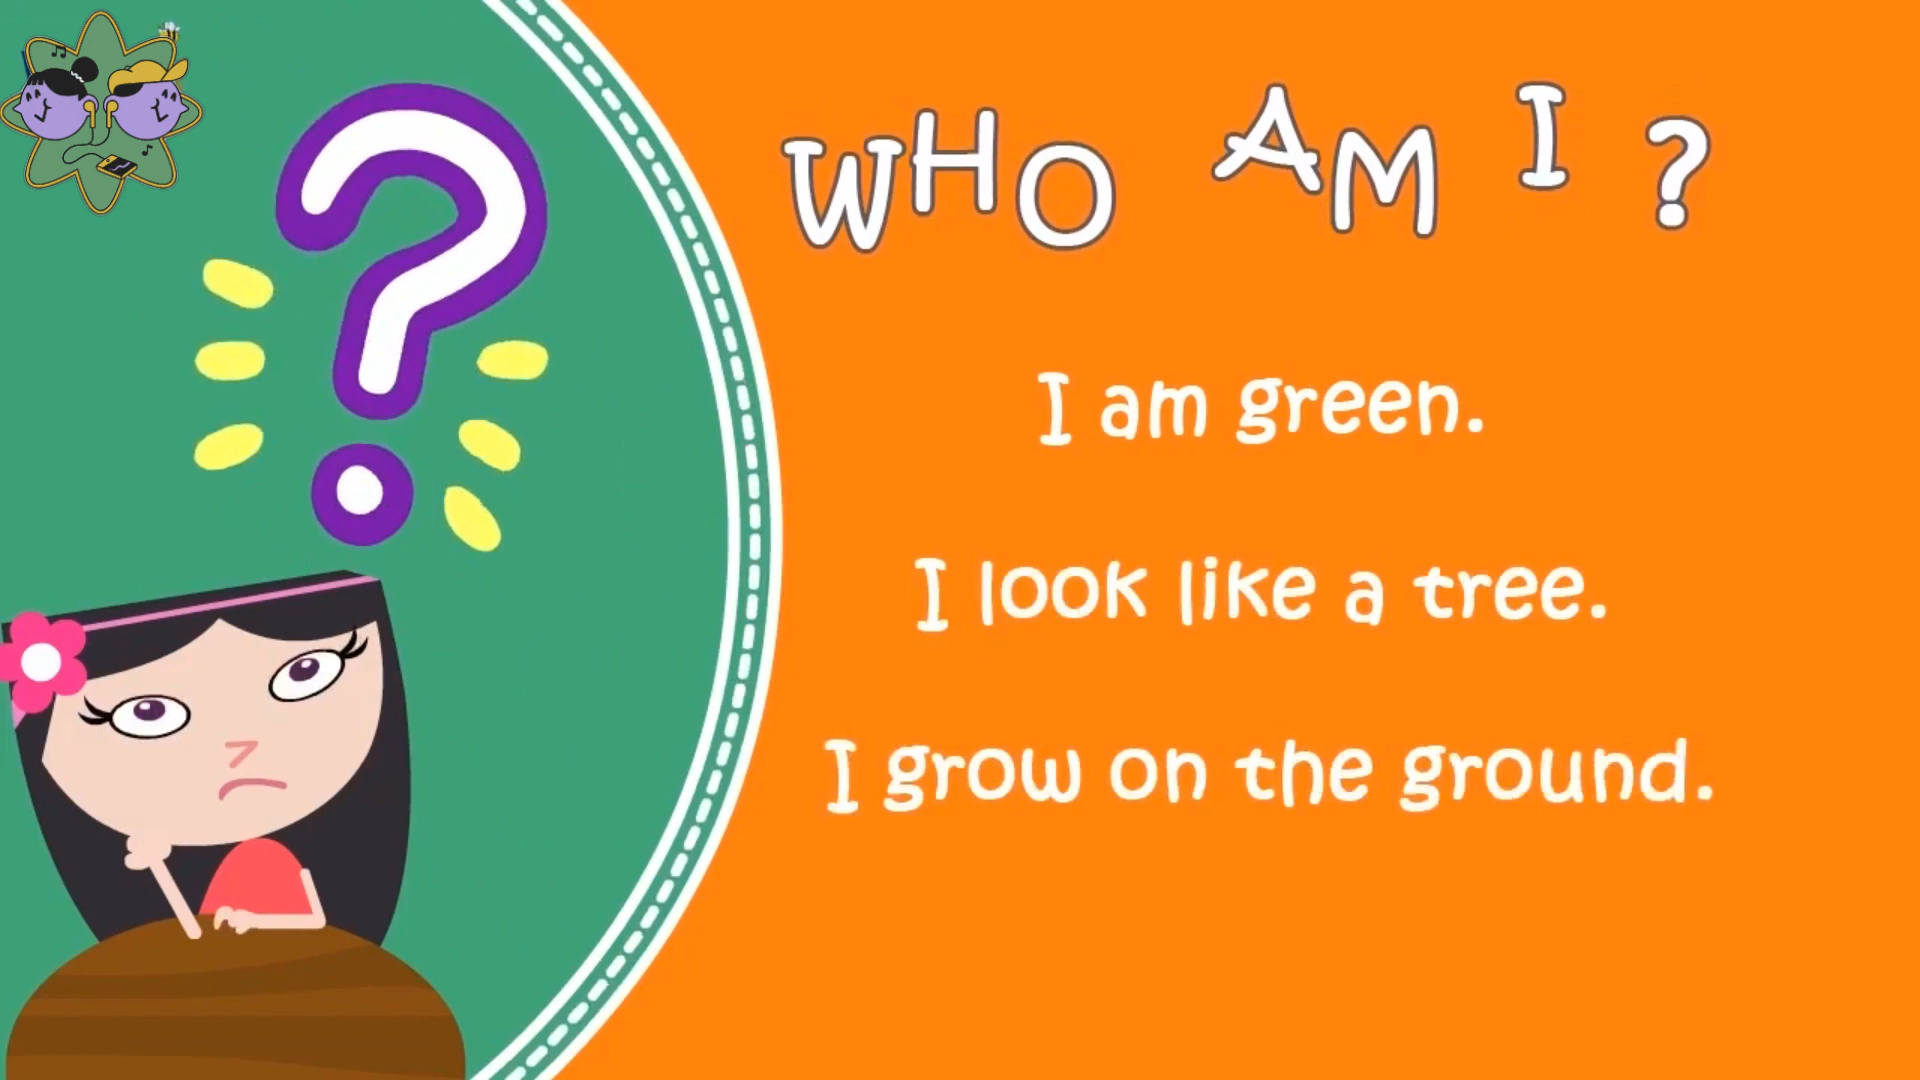 WHO AM I ?
I am green.
I look like a tree.
I grow on the ground.